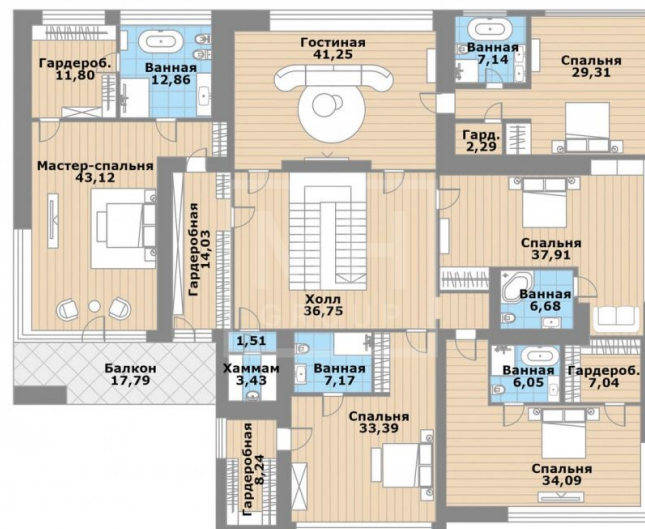 Гардероб.
11,80
Ванная
12,86
Гостиная
41,25
Ванная
7,14
Спальня
29,31
Гард.
2,29
Мастер-спальня
43,12
Гардеробная
14,03
Холл
36,75
Спальня
37,91
Ванная
6,68
Балкон
17,79
1,51
Хаммам
3,43
Ванная
7,17
Ванная
6,05
Гардероб.
7,04
Спальня
33,39
Гардеробная
8,24
Спальня
34,09